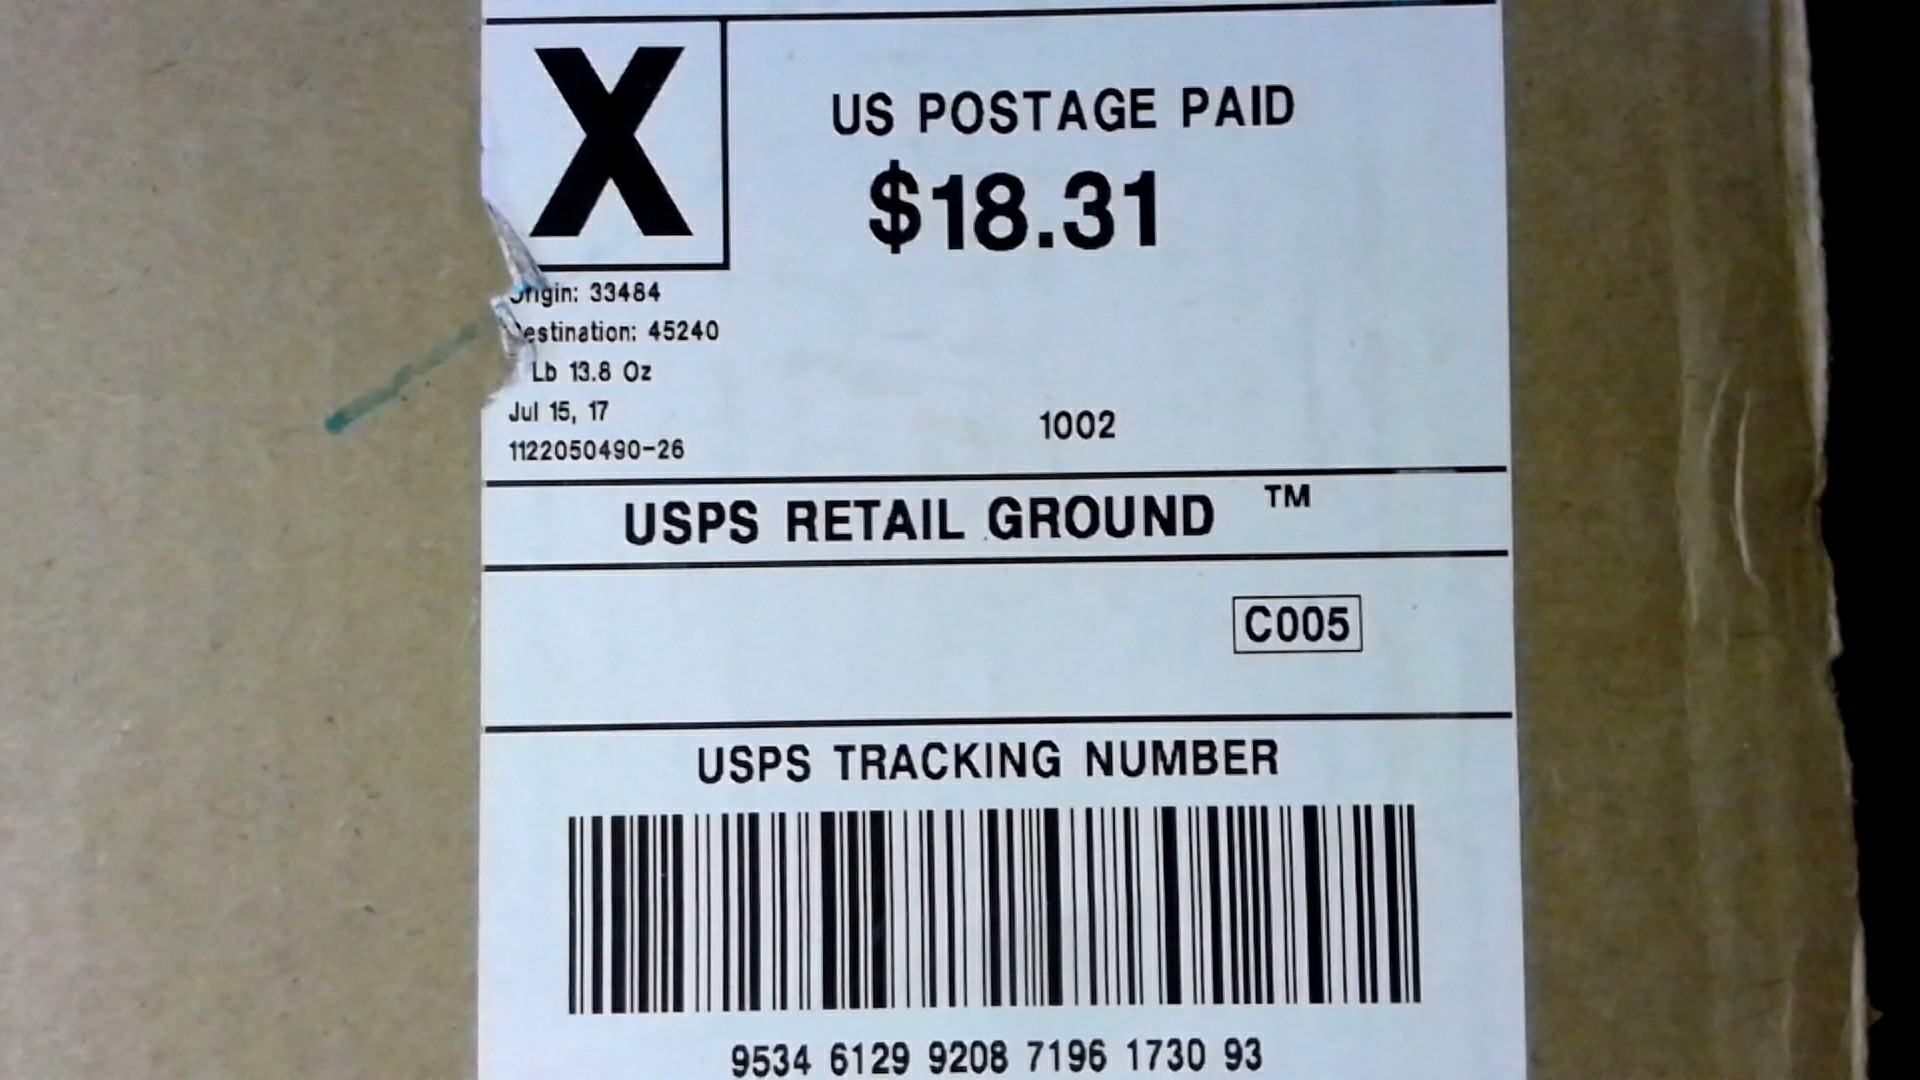 X
US POSTAGE PAID
$18.31
Origin: 33484
Destination: 45240
Lb 13.8 Oz
Jul 15, 17
1122050490-26
1002
USPS RETAIL GROUND ™
C005
USPS TRACKING NUMBER
9534 6129 9208 7196 1730 93